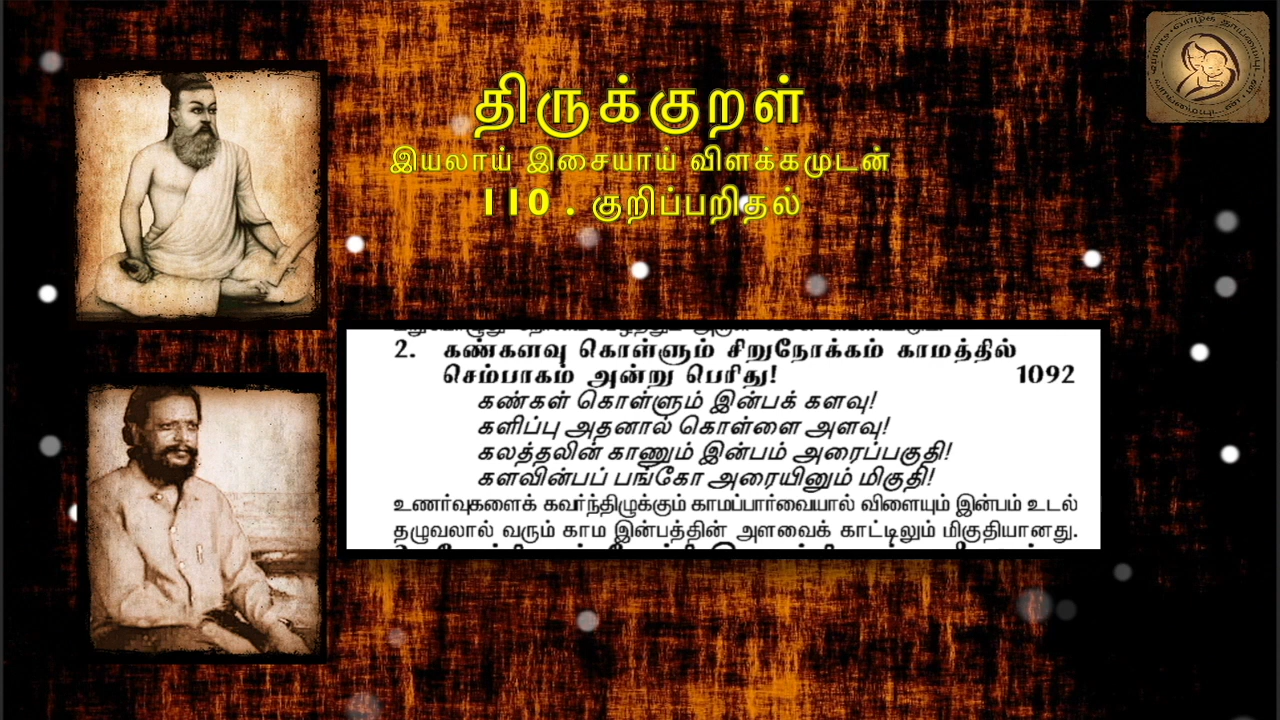 திருக்குறள்
இயலாய் இசையாய் விளக்கமுடன்
110. குறிப்பறிதல்
2. கண்களவு கொள்ளும் சிறுநோக்கம் காமத்தில்
செம்பாகம் அன்று பெரிது! 1092
கண்கள் கொள்ளும் இன்பக் களவு!
களிப்பு அதனால் கொள்ளை அளவு!
கலத்தலின் காணும் இன்பம் அரைப்பகுதி!
களவின்பப் பங்கோ அரையினும் மிகுதி!
உணர்வுகளைக் கவர்ந்திழுக்கும் காமப்பார்வையால் விளையும் இன்பம் உடல்
தழுவலால் வரும் காம இன்பத்தின் அளவைக் காட்டிலும் மிகுதியானது.